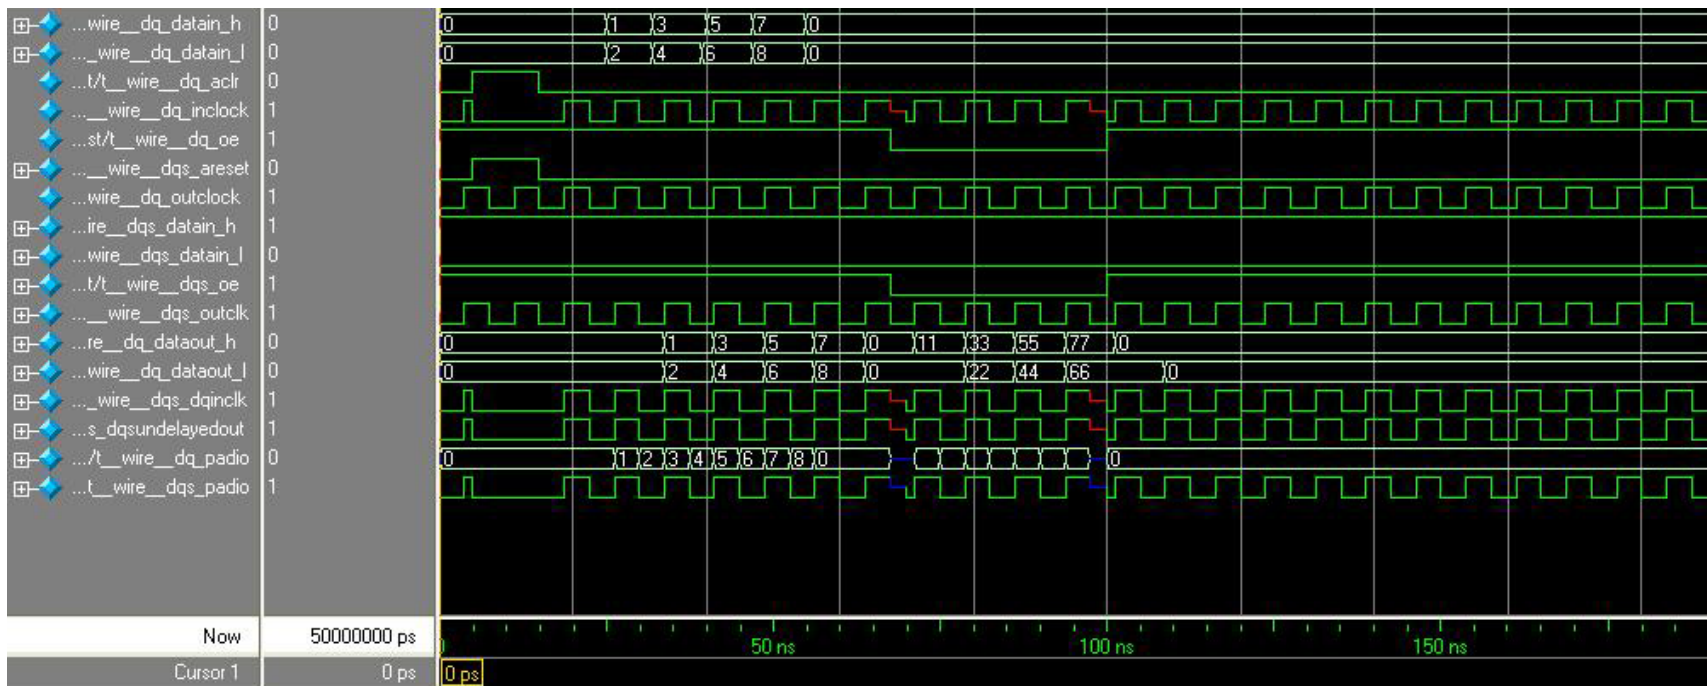 ...wire__dq_datain_h 0 0 1 3 5 7 0
..._wire__dq_datain_l 0 0 2 4 6 8 0
...t/t__wire__dq_aclr 0
...__wire__dq_inclock 1
...st/t__wire__dq_oe 1
...__wire__dqs_areset 0
...wire__dq_outclock 1
...ire__dqs_datain_h 1
...wire__dqs_datain_l 0
...t/t__wire__dqs_oe 1
...__wire__dqs_outclk 1
...re__dq_dataout_h 0 0 1 3 5 7 0 11 33 55 77 0
...wire__dq_dataout_l 0 0 2 4 6 8 0 22 44 66 0
..._wire__dqs_dqinclk 1
...s_dqsundelayedout 1
.../t__wire__dq_padio 0 0 1 2 3 4 5 6 7 8 0 0
...t__wire__dqs_padio 1
Now 50000000 ps 50 ns 100 ns 150 ns
Cursor 1 0 ps 0 ps